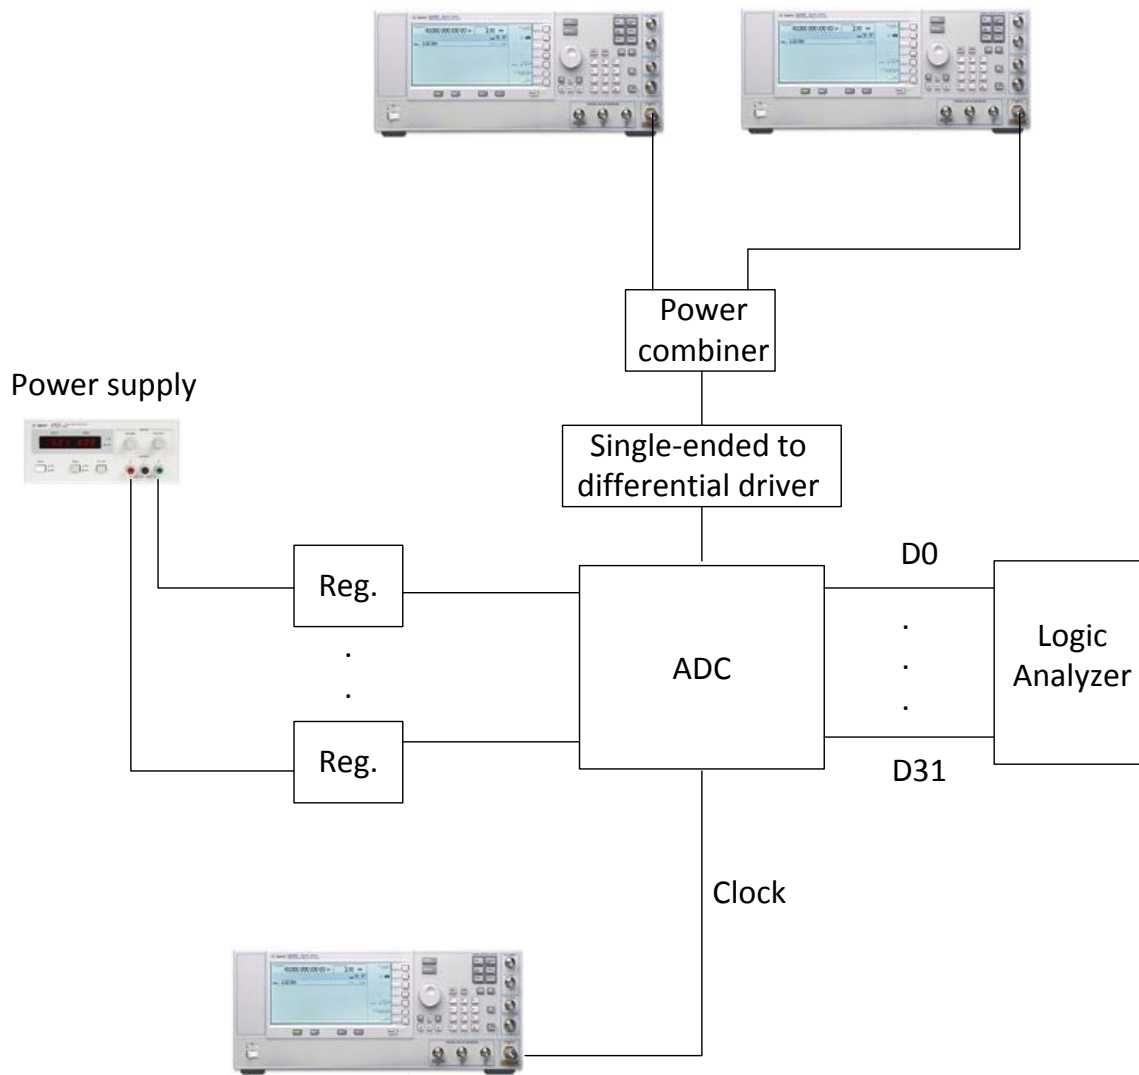 Power
combiner
Power supply
Single-ended to
differential driver
Reg.
D0
ADC
Logic
Analyzer
Reg.
D31
Clock